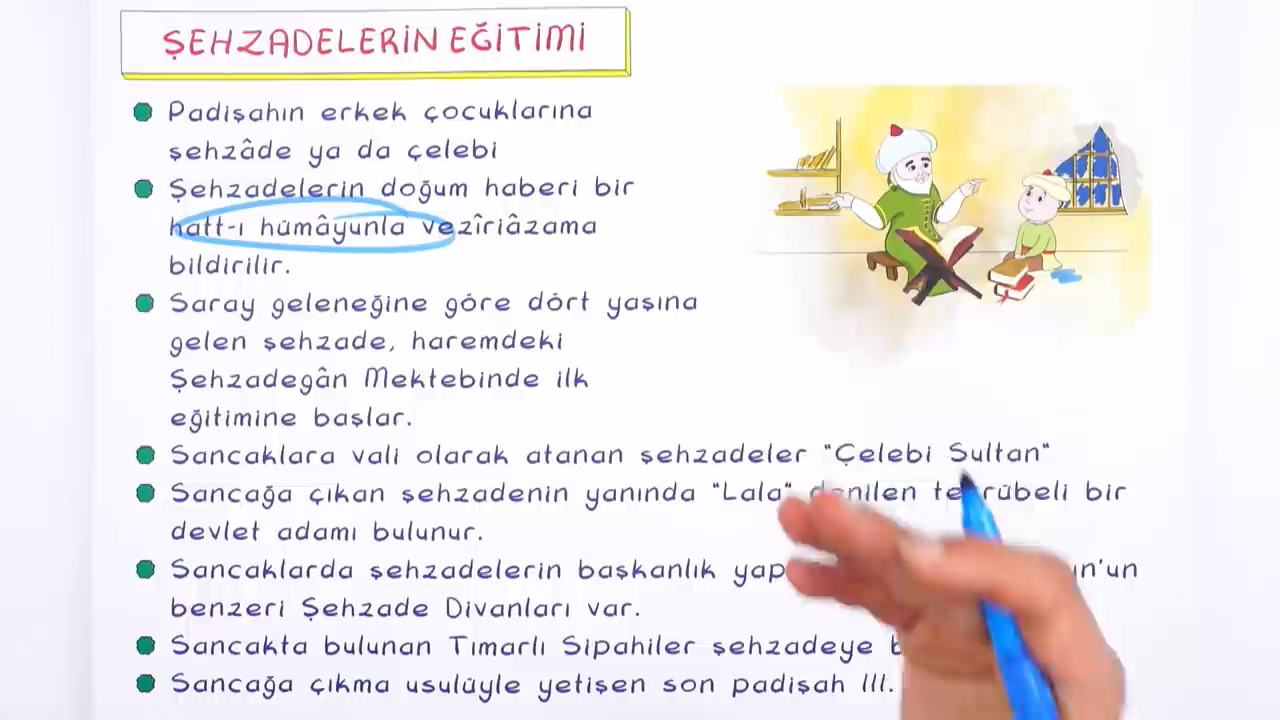 ŞEHZADELERİN EĞİTİMİ
Padişahın erkek çocuklarına
şehzâde ya da çelebi
Şehzadelerin doğum haberi bir
hatt-ı hümâyunla vezîriâzama
bildirilir.
Saray geleneğine göre dört yaşına
gelen şehzade, haremdeki
Şehzadegân Mektebinde ilk
eğitimine başlar.
Sancaklara vali olarak atanan şehzadeler "Çelebi Sultan"
Sancağa çıkan şehzadenin yanında "Lala" denilen bir
devlet adamı bulunur.
Sancaklarda şehzadelerin başkanlık
benzeri Şehzade Divanları var.
Sancakta bulunan Tımarlı Sipahiler şehzadeye
Sancağa çıkma usulüyle yetişen son padişah III.